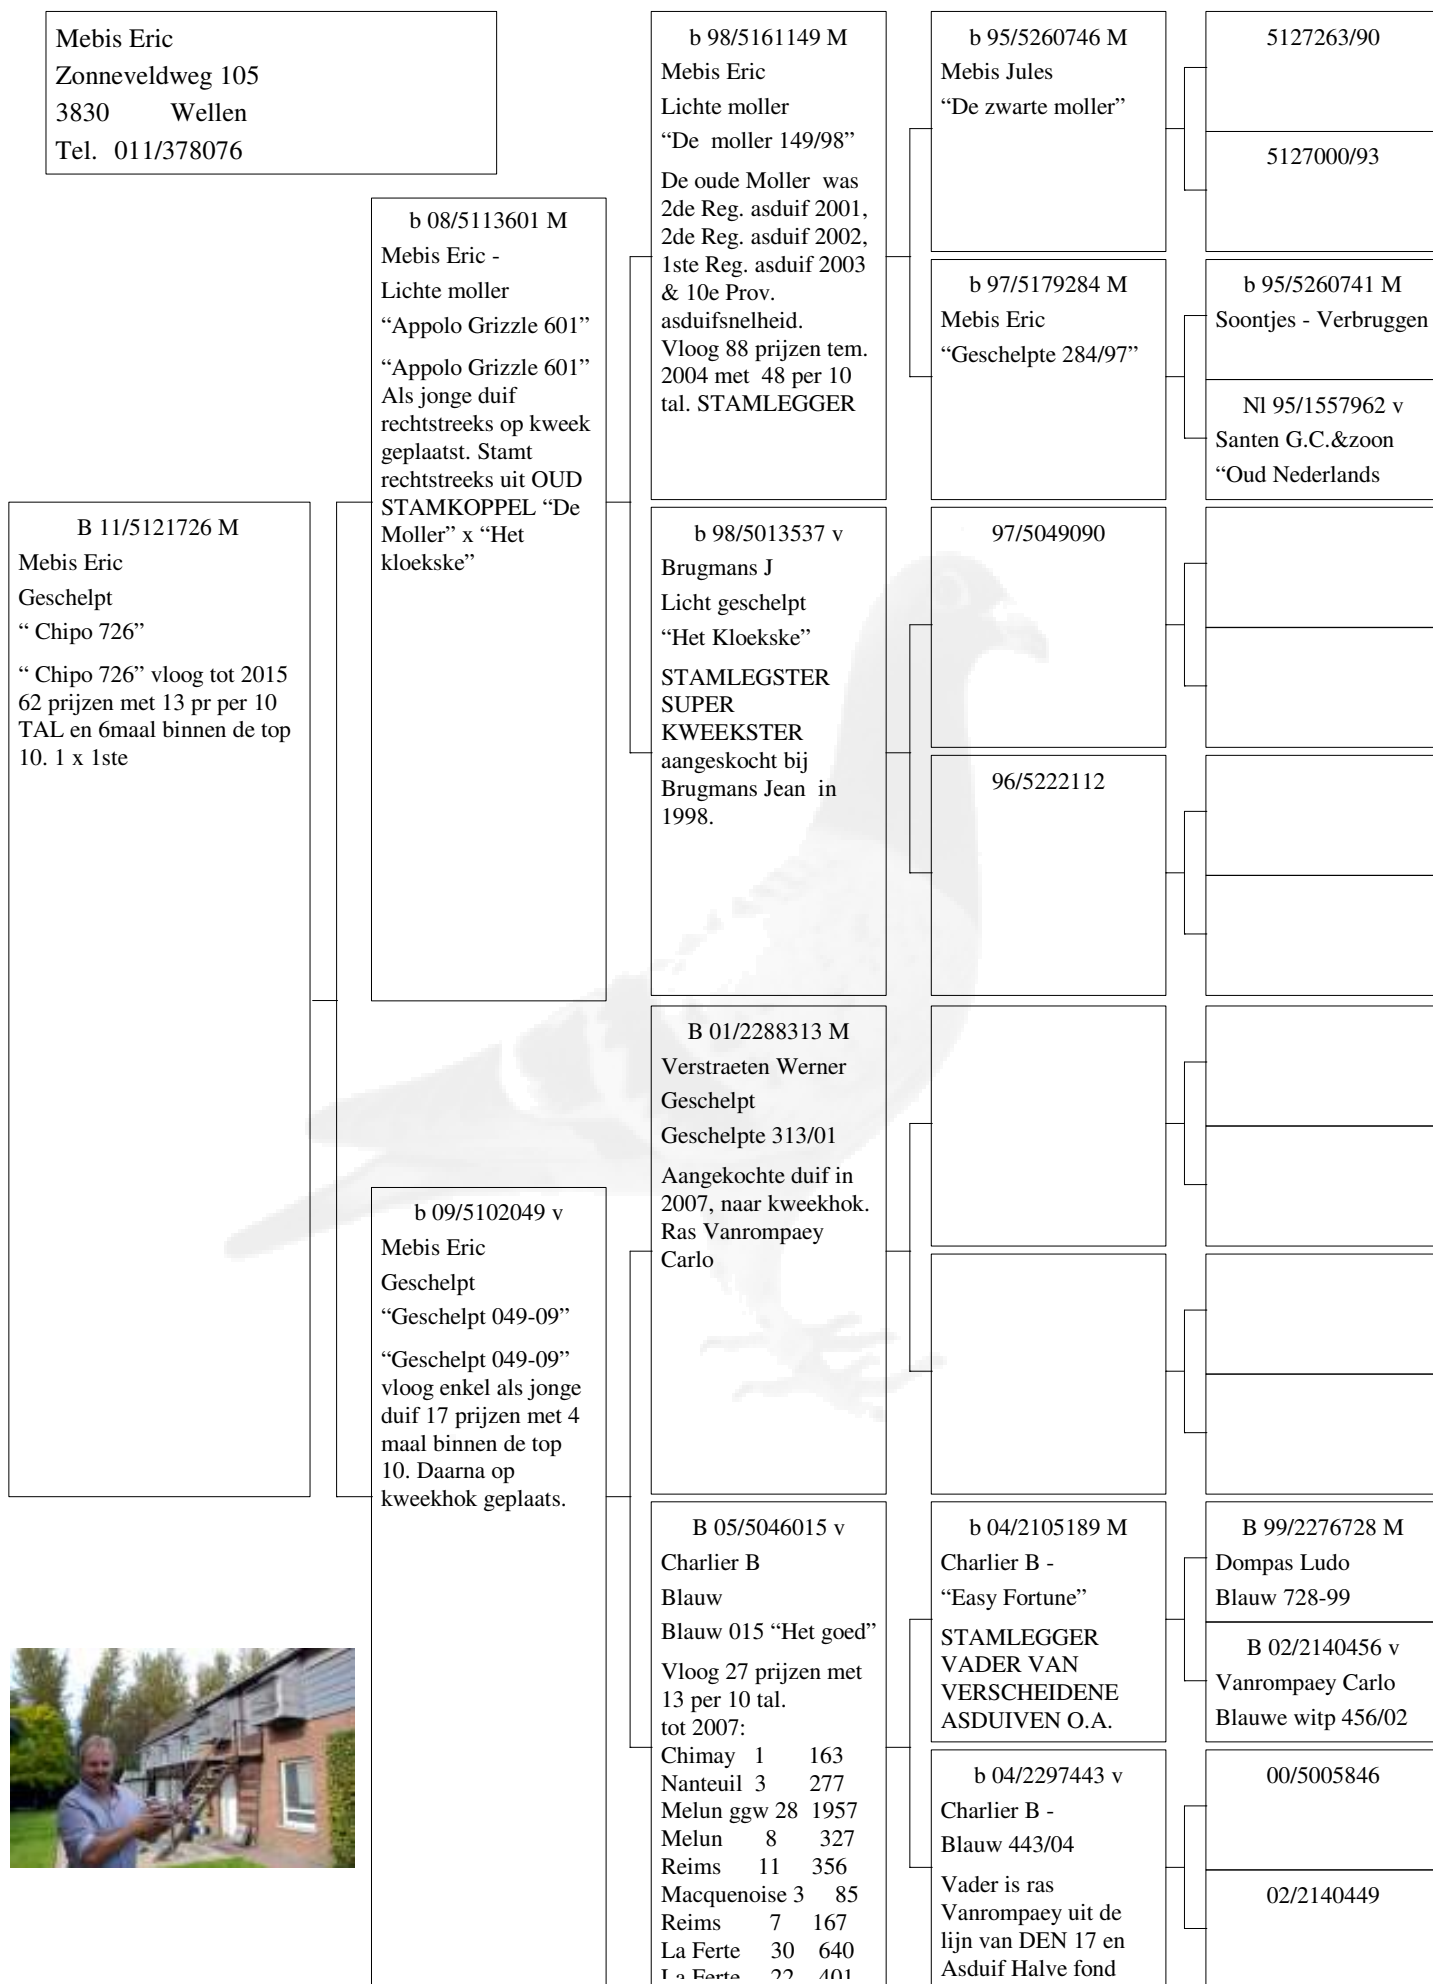 Mebis Eric
Zonneveldweg 105
3830 Wellen
Tel. 011/378076
B 11/5121726 M
Mebis Eric
Geschelpt
“ Chipo 726”
“ Chipo 726” vloog tot 2015
62 prijzen met 13 pr per 10
TAL en 6maal binnen de top
10. 1 x 1ste
b 08/5113601 M
Mebis Eric -
Lichte moller
“Appolo Grizzle 601”
“Appolo Grizzle 601”
Als jonge duif
rechtstreeks op kweek
geplaatst. Stamt
rechtstreeks uit OUD
STAMKOPPEL “De
Moller” x “Het
kloekske”
b 09/5102049 v
Mebis Eric
Geschelpt
“Geschelpt 049-09”
“Geschelpt 049-09”
vloog enkel als jonge
duif 17 prijzen met 4
maal binnen de top
10. Daarna op
kweekhok geplaats.
b 98/5161149 M
Mebis Eric
Lichte moller
“De moller 149/98”
De oude Moller was
2de Reg. asduif 2001,
2de Reg. asduif 2002,
1ste Reg. asduif 2003
& 10e Prov.
asduifsnelheid.
Vloog 88 prijzen tem.
2004 met 48 per 10
tal. STAMLEGGER
b 98/5013537 v
Brugmans J
Licht geschelpt
“Het Kloekske”
STAMLEGSTER
SUPER
KWEEKSTER
aangeskocht bij
Brugmans Jean in
1998.
B 01/2288313 M
Verstraeten Werner
Geschelpt
Geschelpte 313/01
Aangekochte duif in
2007, naar kweekhok.
Ras Vanrompaey
Carlo
B 05/5046015 v
Charlier B
Blauw
Blauw 015 “Het goed”
Vloog 27 prijzen met
13 per 10 tal.
tot 2007:
Chimay 1 163
Nanteuil 3 277
Melun ggw 28 1957
Melun 8 327
Reims 11 356
Macquenoise 3 85
Reims 7 167
La Ferte 30 640
La Ferte 22 401
b 95/5260746 M
Mebis Jules
“De zwarte moller”
b 97/5179284 M
Mebis Eric
“Geschelpte 284/97”
97/5049090
96/5222112
b 04/2105189 M
Charlier B -
“Easy Fortune”
STAMLEGGER
VADER VAN
VERSCHEIDENE
ASDUIVEN O.A.
b 04/2297443 v
Charlier B -
Blauw 443/04
Vader is ras
Vanrompaey uit de
lijn van DEN 17 en
Asduif Halve fond
5127263/90
5127000/93
b 95/5260741 M
Soontjes - Verbruggen
Nl 95/1557962 v
Santen G.C.&zoon
“Oud Nederlands
B 99/2276728 M
Dompas Ludo
Blauw 728-99
B 02/2140456 v
Vanrompaey Carlo
Blauwe witp 456/02
00/5005846
02/2140449